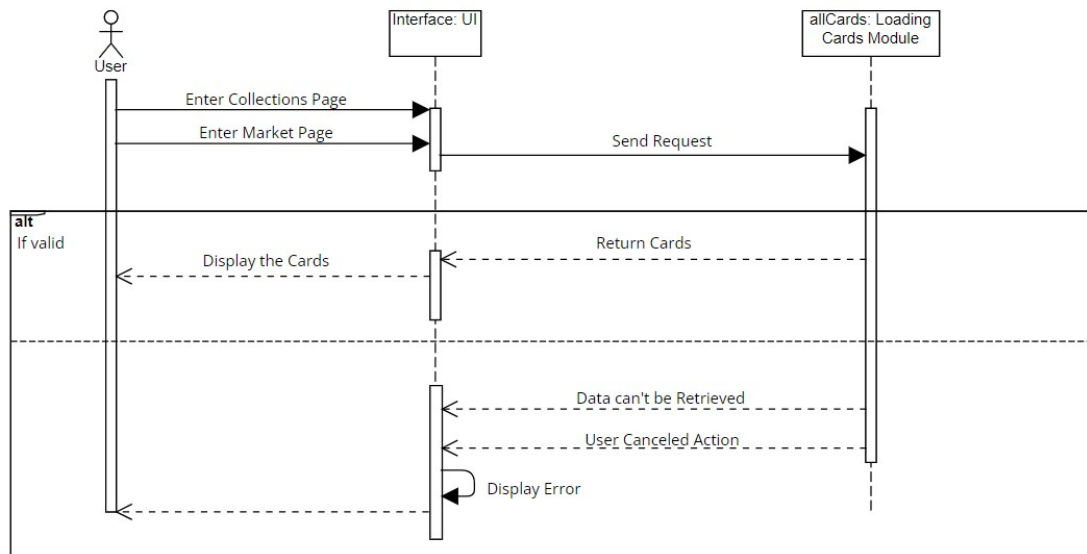 Interface: UI
allCards: Loading
Cards Module
User
Enter Collections Page
Enter Market Page
Send Request
alt
If valid
Return Cards
Display the Cards
Data can't be Retrieved
User Canceled Action
Display Error